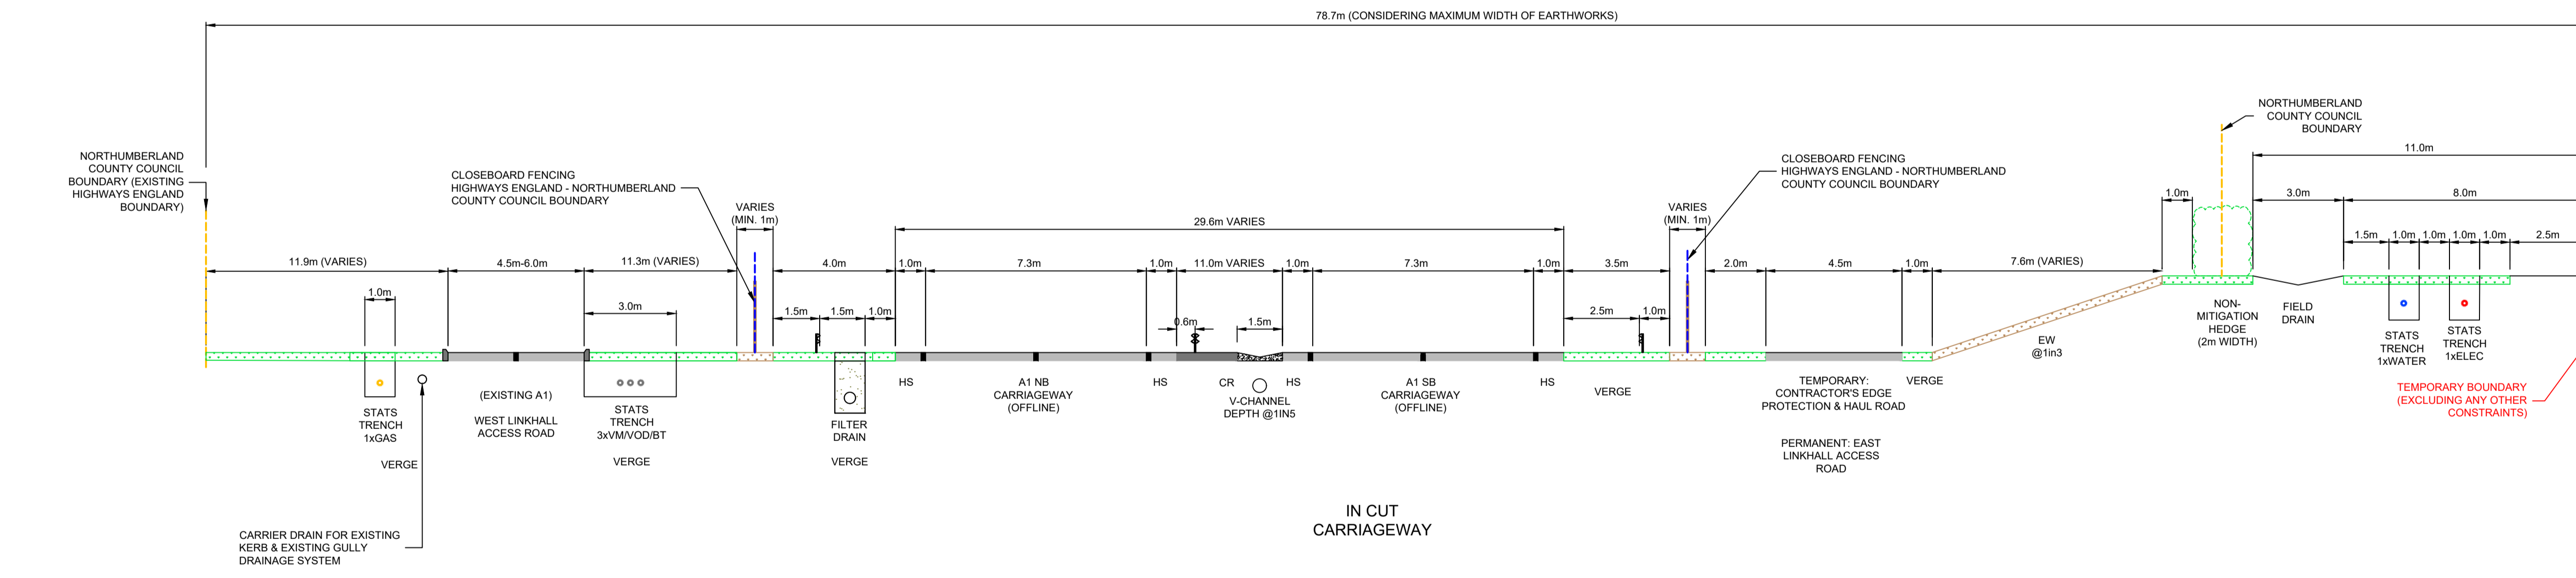 78.7m (CONSIDERING MAXIMUM WIDTH OF EARTHWORKS)
NORTHUMBERLAND
COUNTY COUNCIL
BOUNDARY (EXISTING
HIGHWAYS ENGLAND
BOUNDARY)
CLOSEBOARD FENCING
HIGHWAYS ENGLAND - NORTHUMBERLAND
COUNTY COUNCIL BOUNDARY
CLOSEBOARD FENCING
HIGHWAYS ENGLAND - NORTHUMBERLAND
COUNTY COUNCIL BOUNDARY
NORTHUMBERLAND
COUNTY COUNCIL
BOUNDARY
11.0m
VARIES
(MIN. 1m)
29.6m VARIES
VARIES
(MIN. 1m)
1.0m
3.0m
8.0m
1.5m
1.0m
1.0m
1.0m
1.0m
2.5m
11.9m (VARIES)
4.5m-6.0m
11.3m (VARIES)
4.0m
1.0m
7.3m
1.0m
11.0m VARIES
1.0m
7.3m
1.0m
3.5m
2.0m
4.5m
1.0m
7.6m (VARIES)
1.0m
3.0m
1.5m
1.5m
1.0m
0.6m
1.5m
2.5m
1.0m
STATS
TRENCH
1xGAS
VERGE
(EXISTING A1)
WEST LINKHALL
ACCESS ROAD
STATS
TRENCH
3xVM/VOD/BT
VERGE
FILTER
DRAIN
VERGE
HS
A1 NB
CARRIAGEWAY
(OFFLINE)
HS
CR
V-CHANNEL
DEPTH @1IN5
HS
A1 SB
CARRIAGEWAY
(OFFLINE)
HS
VERGE
TEMPORARY:
CONTRACTOR'S EDGE
PROTECTION & HAUL ROAD
PERMANENT: EAST
LINKHALL ACCESS
ROAD
VERGE
EW
@1in3
NON-
MITIGATION
HEDGE
(2m WIDTH)
FIELD
DRAIN
STATS
TRENCH
1xWATER
STATS
TRENCH
1xELEC
TEMPORARY BOUNDARY
(EXCLUDING ANY OTHER
CONSTRAINTS)
CARRIER DRAIN FOR EXISTING
KERB & EXISTING GULLY
DRAINAGE SYSTEM
IN CUT
CARRIAGEWAY